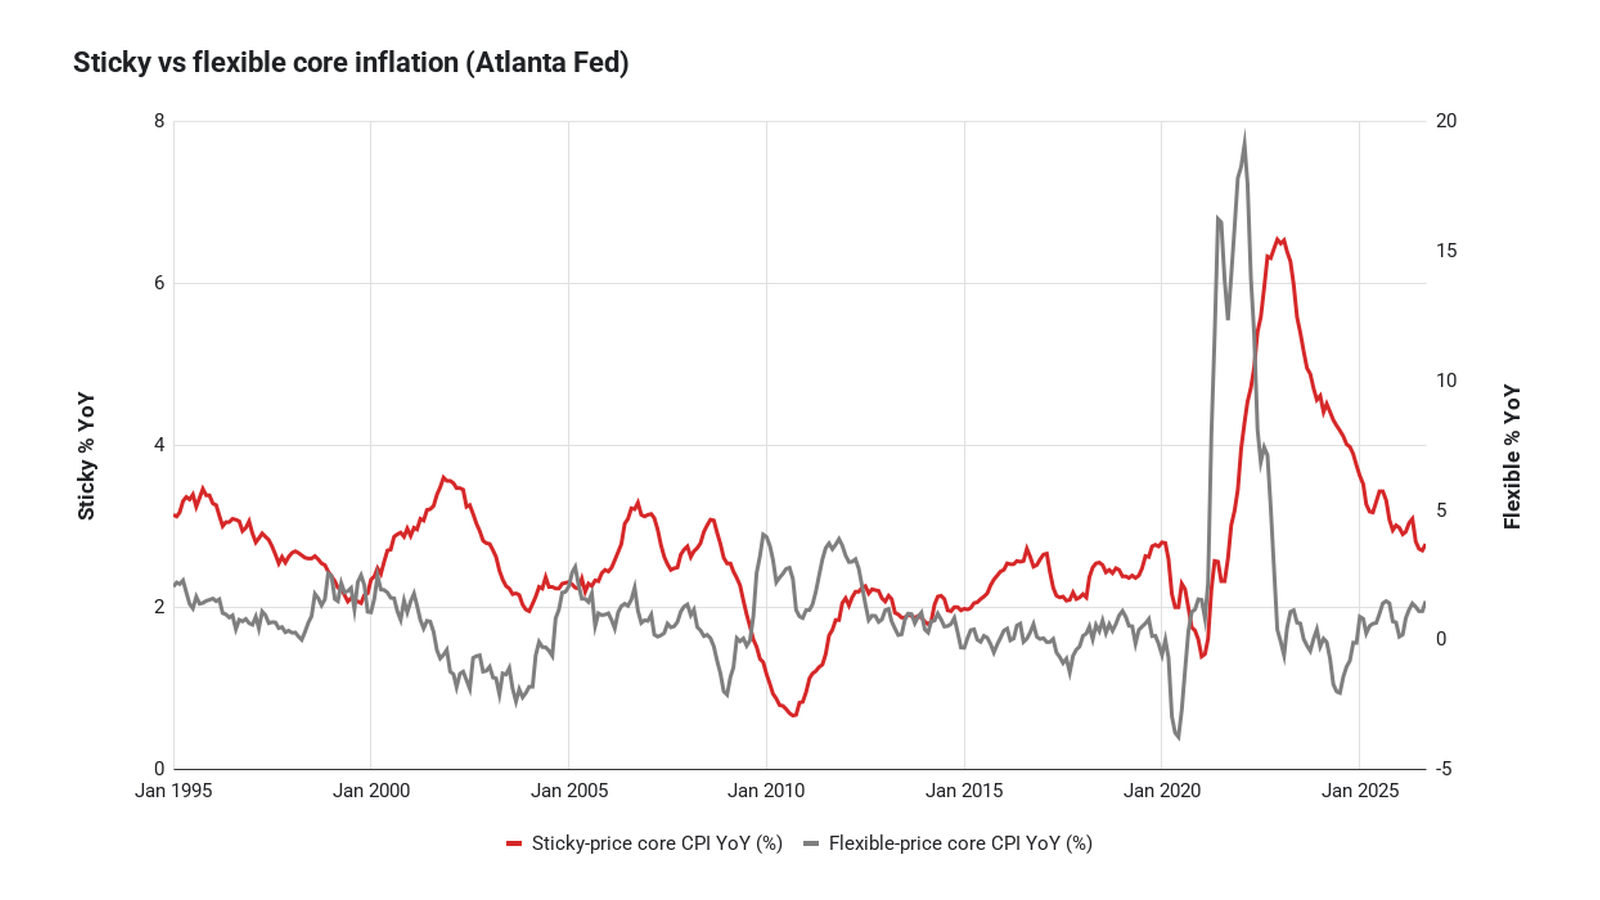 Sticky vs flexible core inflation (Atlanta Fed)
8
6
4
2
0
Sticky % YoY
20
15
10
5
0
-5
Flexible % YoY
Jan 1995
Jan 2000
Jan 2005
Jan 2010
Jan 2015
Jan 2020
Jan 2025
Sticky-price core CPI YoY (%)
Flexible-price core CPI YoY (%)